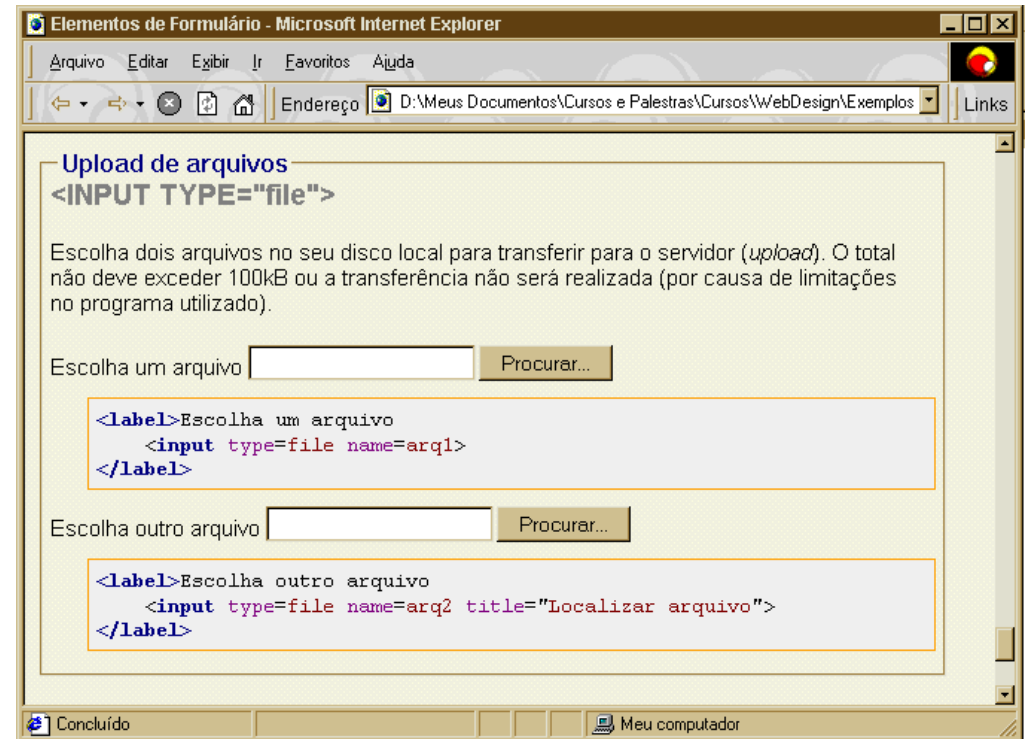 Elementos de Formulário - Microsoft Internet Explorer
Arquivo Editar Exibir Ir Favoritos Ajuda
Endereço D:\Meus Documentos\Cursos e Palestras\Cursos\WebDesign\Exemplos Links
Upload de arquivos
<INPUT TYPE="file">
Escolha dois arquivos no seu disco local para transferir para o servidor (upload). O total
não deve exceder 100kB ou a transferência não será realizada (por causa de limitações
no programa utilizado).
Escolha um arquivo Procurar...
<label>Escolha um arquivo
<input type=file name=arq1>
</label>
Escolha outro arquivo Procurar...
<label>Escolha outro arquivo
<input type=file name=arq2 title="Localizar arquivo">
</label>
Concluído Meu computador